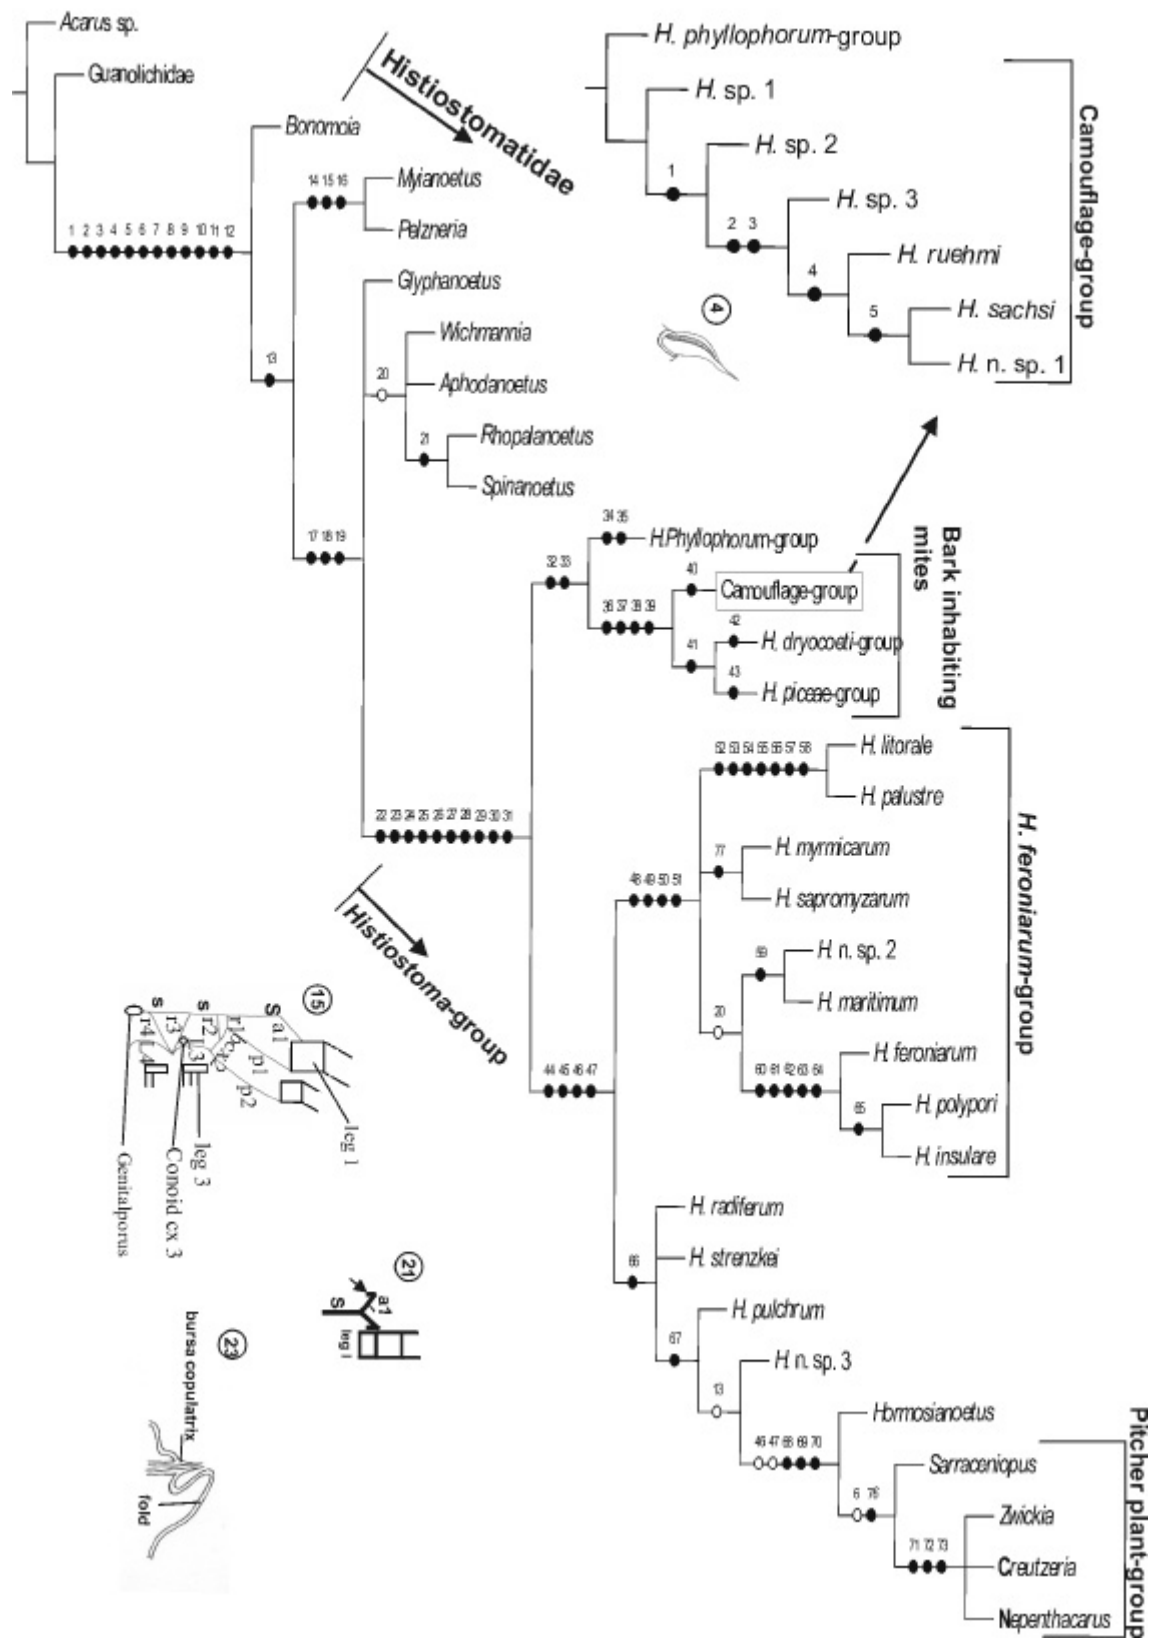 Acarus sp.
Guanolichidae
Bonomoia
Histiostomatidae
14 15 16
Myianoetus
Pelzneria
1 2 3 4 5 6 7 8 9 10 11 12
Glyphanoetus
Wichmannia
13
20
Aphodanoetus
21
Rhopalanoetus
Spinanoetus
17 18 19
H. phyllophorum-group
H. sp. 1
1
H. sp. 2
2 3
H. sp. 3
4
H. ruehmi
5
H. sachsi
H. n. sp. 1
Camouflage-group
4
34 35
H.Phyllophorum-group
32 33
40
Camouflage-group
36 37 38 39
42
H. dryocoeti-group
41
43
H. piceae-group
Bark inhabiting
mites
22 23 24 25 26 27 28 29 30 31
Histiostoma-group
52 53 54 55 56 57 58
H. litorale
H. palustre
77
H. myrmicarum
H. sapromyzarum
48 49 50 51
59
H. n. sp. 2
H. maritimum
20
H. feroniarum
60 61 62 63 64
65
H. polypori
H. insulare
H. feroniarum-group
44 45 46 47
H. radiferum
66
H. strenzkei
H. pulchrum
67
H. n. sp. 3
13
Hormosianoetus
46 47 68 69 70
Sarraceniopus
6 76
Zwickia
71 72 73
Creutzeria
Nepenthacarus
Pitcher plant-group
15
s
s
S
a1
r1
r2
r3
r4
p1
p2
L3
L4
leg 1
leg 3
Conoid cx 3
Genitalporus
21
a1
S
leg I
23
bursa copulatrix
fold